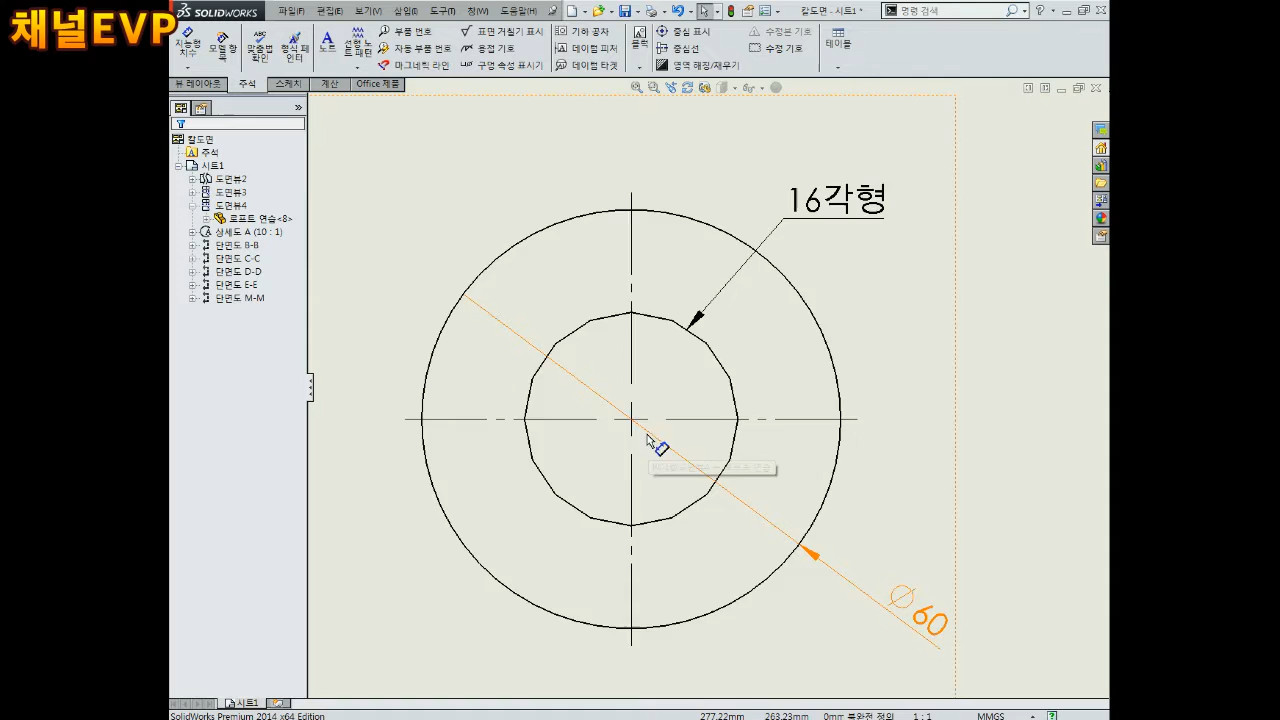 채널EVP
SOLIDWORKS
파일(F) 편집(E) 보기(V) 삽입(I) 도구(T) 창(W) 도움말(H)
칼도면 - 시트1 *
명령 검색
지능형 치수
모델 항목
맞춤법 확인
형식 페인터
노트
선형 노트 패턴
부품 번호
자동 부품 번호
마그네틱 라인
표면 거칠기 표시
용접 기호
구멍 속성 표시기
기하 공차
데이텀 피처
데이텀 타겟
블록
중심 표시
중심선
영역 해칭/채우기
수정본 기호
수정 기호
테이블
뷰 레이아웃 주석 스케치 계산 Office 제품
칼도면
주석
시트1
도면뷰2
도면뷰3
도면뷰4
로프트 연습<8>
상세도 A (10 : 1)
단면도 B-B
단면도 C-C
단면도 D-D
단면도 E-E
단면도 M-M
16각형
∅60
시트1
SolidWorks Premium 2014 x64 Edition
277.22mm 263.23mm 0mm 불완전 정의 1 : 1 MMGS